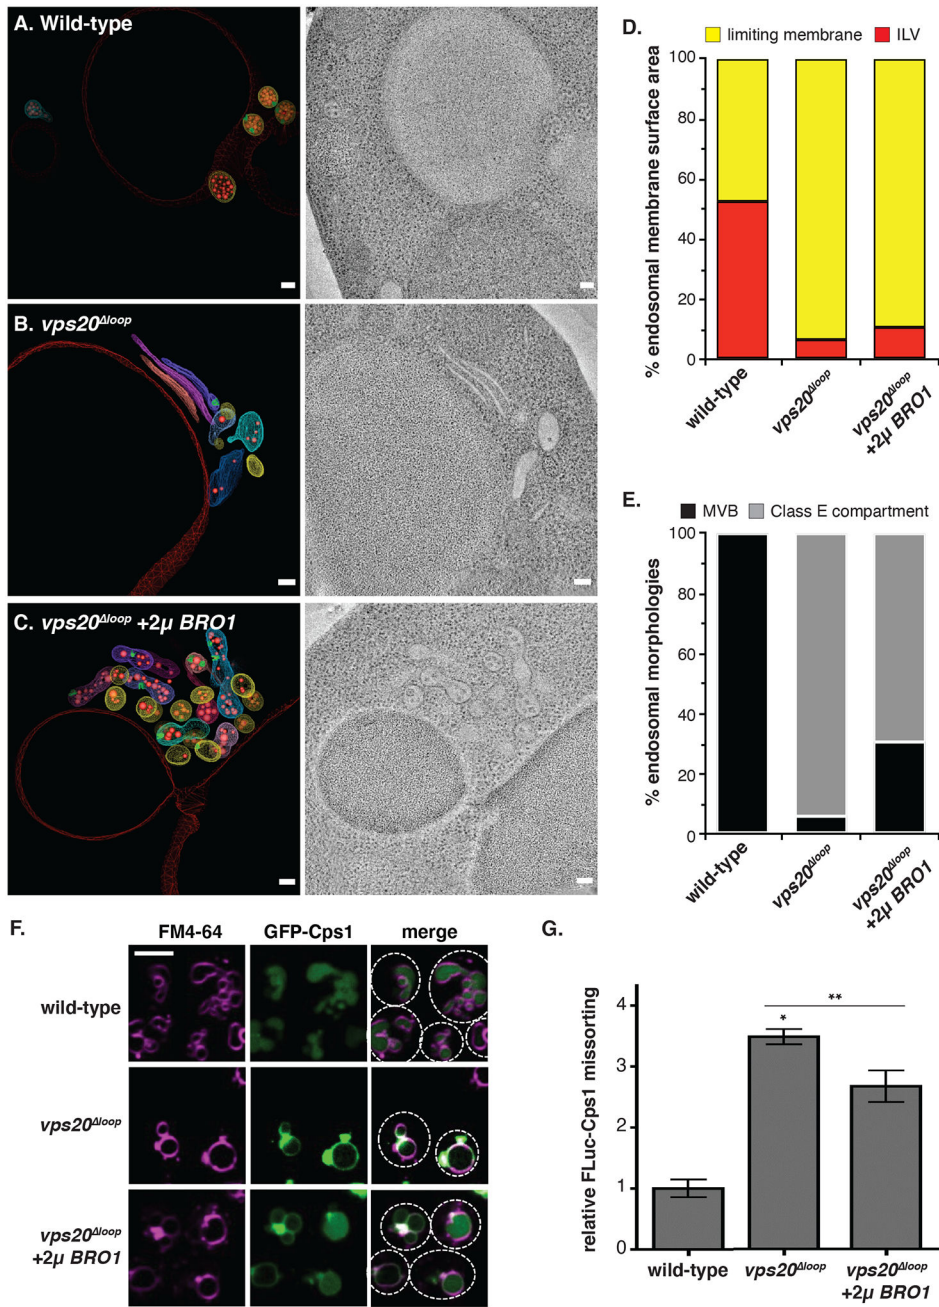 A. Wild-type
B. vps20Δloop
C. vps20Δloop +2μ BRO1
D.
limiting membrane ILV
% endosomal membrane surface area
100
80
60
40
20
0
wild-type
vps20Δloop
vps20Δloop
+2μ BRO1
E.
MVB Class E compartment
% endosomal morphologies
100
80
60
40
20
0
wild-type
vps20Δloop
vps20Δloop
+2μ BRO1
F.
FM4-64 GFP-Cps1 merge
wild-type
vps20Δloop
vps20Δloop
+2μ BRO1
G.
relative FLuc-Cps1 missorting
4
3
2
1
0
*
**
wild-type
vps20Δloop
vps20Δloop
+2μ BRO1